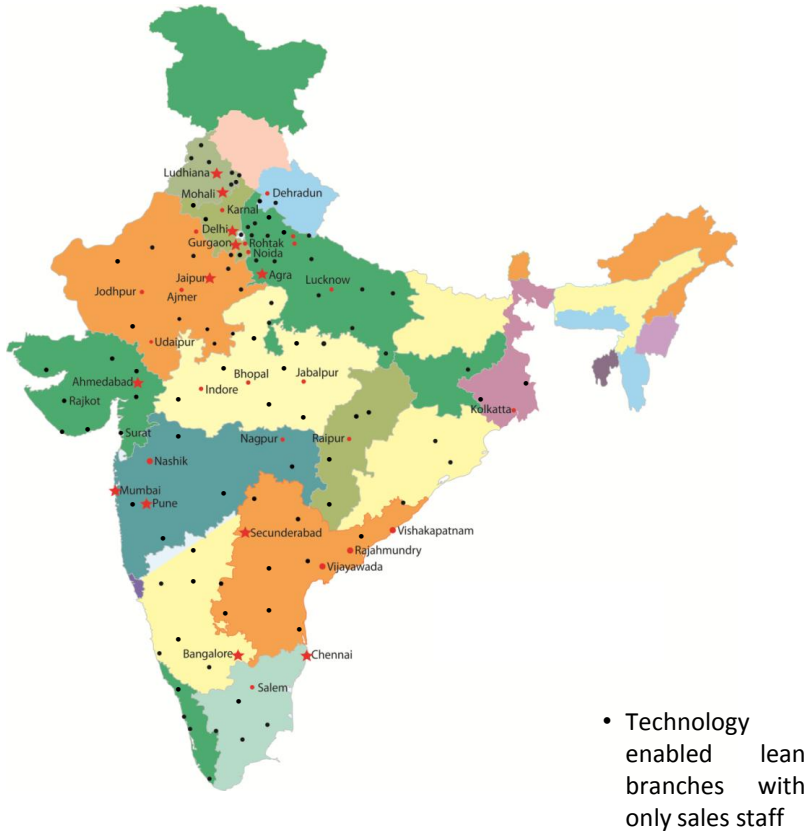 Ludhiana
Mohali
Dehradun
Karnal
Delhi
Gurgaon
Rohtak
Noida
Jaipur
Agra
Lucknow
Jodhpur
Ajmer
Udaipur
Ahmedabad
Bhopal
Jabalpur
Indore
Rajkot
Kolkatta
Surat
Nagpur
Raipur
Nashik
Mumbai
Pune
Secunderabad
Vishakapatnam
Rajahmundry
Vijayawada
Bangalore
Chennai
Salem
• Technology
enabled lean
branches with
only sales staff